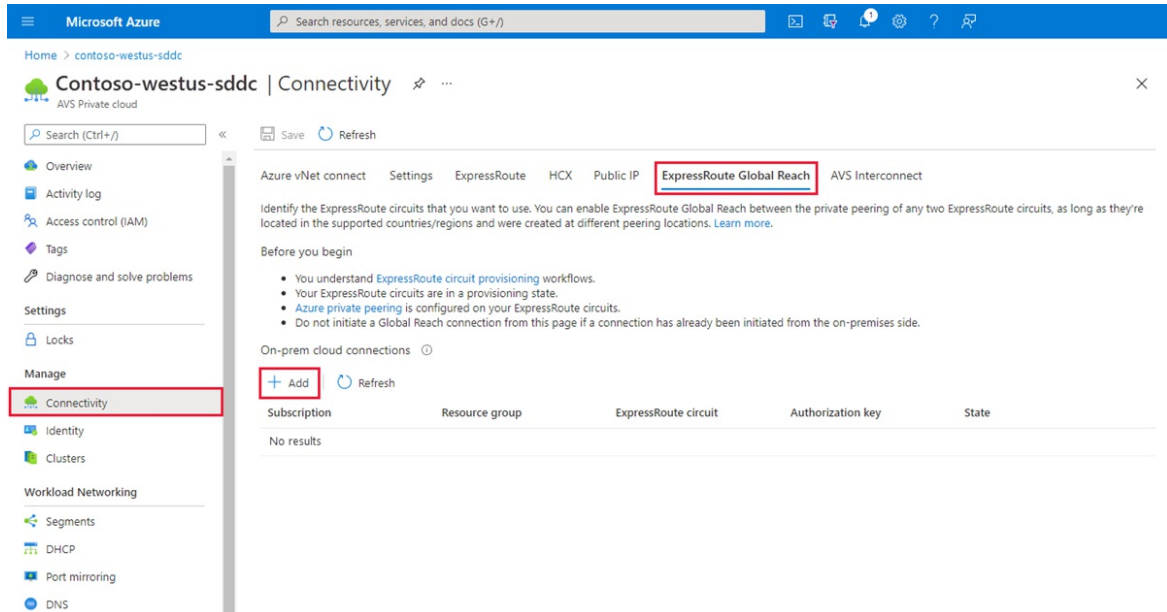 Microsoft Azure
Search resources, services, and docs (G+/)
1
Home > contoso-westus-sddc
Contoso-westus-sddc | Connectivity
AVS Private cloud
Search (Ctrl+/)
Overview
Activity log
Access control (IAM)
Tags
Diagnose and solve problems
Settings
Locks
Manage
Connectivity
Identity
Clusters
Workload Networking
Segments
DHCP
Port mirroring
DNS
Save Refresh
Azure vNet connect Settings ExpressRoute HCX Public IP ExpressRoute Global Reach AVS Interconnect
Identify the ExpressRoute circuits that you want to use. You can enable ExpressRoute Global Reach between the private peering of any two ExpressRoute circuits, as long as they're
located in the supported countries/regions and were created at different peering locations. Learn more.
Before you begin
• You understand ExpressRoute circuit provisioning workflows.
• Your ExpressRoute circuits are in a provisioning state.
• Azure private peering is configured on your ExpressRoute circuits.
• Do not initiate a Global Reach connection from this page if a connection has already been initiated from the on-premises side.
On-prem cloud connections
+ Add Refresh
Subscription Resource group ExpressRoute circuit Authorization key State
No results